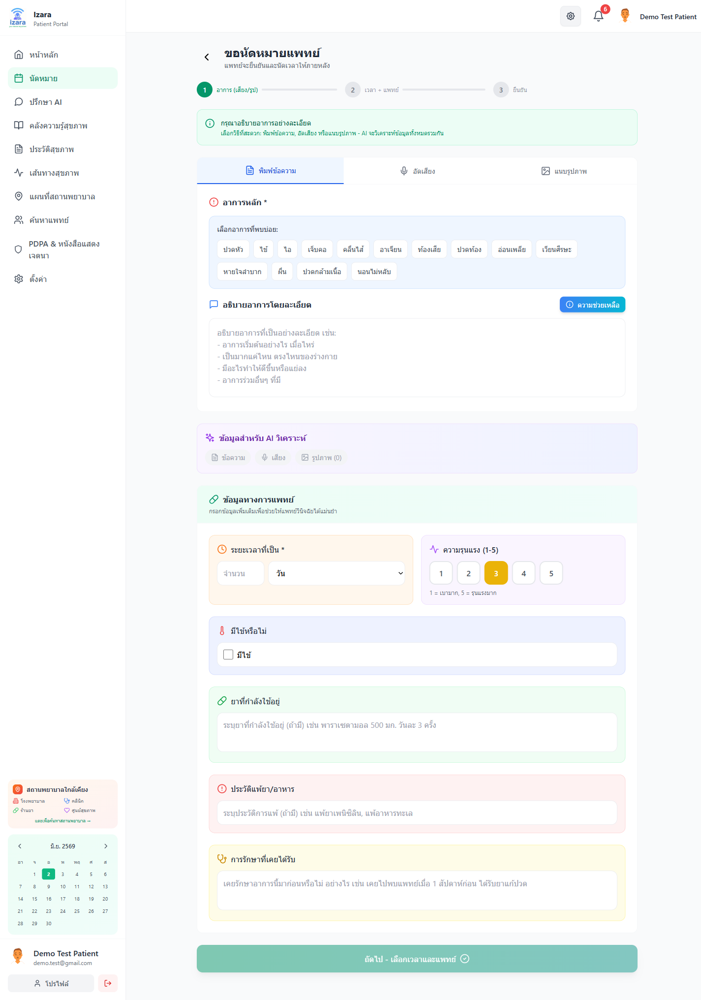 izara
Izara
Patient Portal
6
Demo Test Patient
หน้าหลัก
นัดหมาย
ปรึกษา AI
คลังความรู้สุขภาพ
ประวัติสุขภาพ
เส้นทางสุขภาพ
แผนที่สถานพยาบาล
ค้นหาแพทย์
PDPA & หนังสือแสดง
เจตนา
ตั้งค่า
สถานพยาบาลใกล้เคียง
โรงพยาบาล คลินิก
ร้านยา ศูนย์สุขภาพ
แตะเพื่อค้นหาสถานพยาบาล →
มิ.ย. 2569
อา จ อ พ พฤ ศ ส
1 2 3 4 5 6
7 8 9 10 11 12 13
14 15 16 17 18 19 20
21 22 23 24 25 26 27
28 29 30
Demo Test Patient
demo.test@gmail.com
โปรไฟล์
ขอนัดหมายแพทย์
แพทย์จะยืนยันและนัดเวลาให้ภายหลัง
1 อาการ (เสียง/รูป) 2 เวลา + แพทย์ 3 ยืนยัน
กรุณาอธิบายอาการอย่างละเอียด
เลือกวิธีที่สะดวก: พิมพ์ข้อความ, อัดเสียง หรือแนบรูปภาพ - AI จะวิเคราะห์ข้อมูลทั้งหมดรวมกัน
พิมพ์ข้อความ อัดเสียง แนบรูปภาพ
อาการหลัก *
เลือกอาการที่พบบ่อย:
ปวดหัว ไข้ ไอ เจ็บคอ คลื่นไส้ อาเจียน ท้องเสีย ปวดท้อง อ่อนเพลีย เวียนศีรษะ
หายใจลำบาก ผื่น ปวดกล้ามเนื้อ นอนไม่หลับ
อธิบายอาการโดยละเอียด ความช่วยเหลือ
อธิบายอาการที่เป็นอย่างละเอียด เช่น:
- อาการเริ่มต้นอย่างไร เมื่อไหร่
- เป็นมากแค่ไหน ตรงไหนของร่างกาย
- มีอะไรทำให้ดีขึ้นหรือแย่ลง
- อาการร่วมอื่นๆ ที่มี
ข้อมูลสำหรับ AI วิเคราะห์
ข้อความ เสียง รูปภาพ (0)
ข้อมูลทางการแพทย์
กรอกข้อมูลเพิ่มเติมเพื่อช่วยให้แพทย์วินิจฉัยได้แม่นยำ
ระยะเวลาที่เป็น *
จำนวน วัน
ความรุนแรง (1-5)
1 2 3 4 5
1 = เบามาก, 5 = รุนแรงมาก
มีไข้หรือไม่
มีไข้
ยาที่กำลังใช้อยู่
ระบุยาที่กำลังใช้อยู่ (ถ้ามี) เช่น พาราเซตามอล 500 มก. วันละ 3 ครั้ง
ประวัติแพ้ยา/อาหาร
ระบุประวัติการแพ้ (ถ้ามี) เช่น แพ้ยาเพนิซิลิน, แพ้อาหารทะเล
การรักษาที่เคยได้รับ
เคยรักษาอาการนี้มาก่อนหรือไม่ อย่างไร เช่น เคยไปพบแพทย์เมื่อ 1 สัปดาห์ก่อน ได้รับยาแก้ปวด
ถัดไป - เลือกเวลาและแพทย์